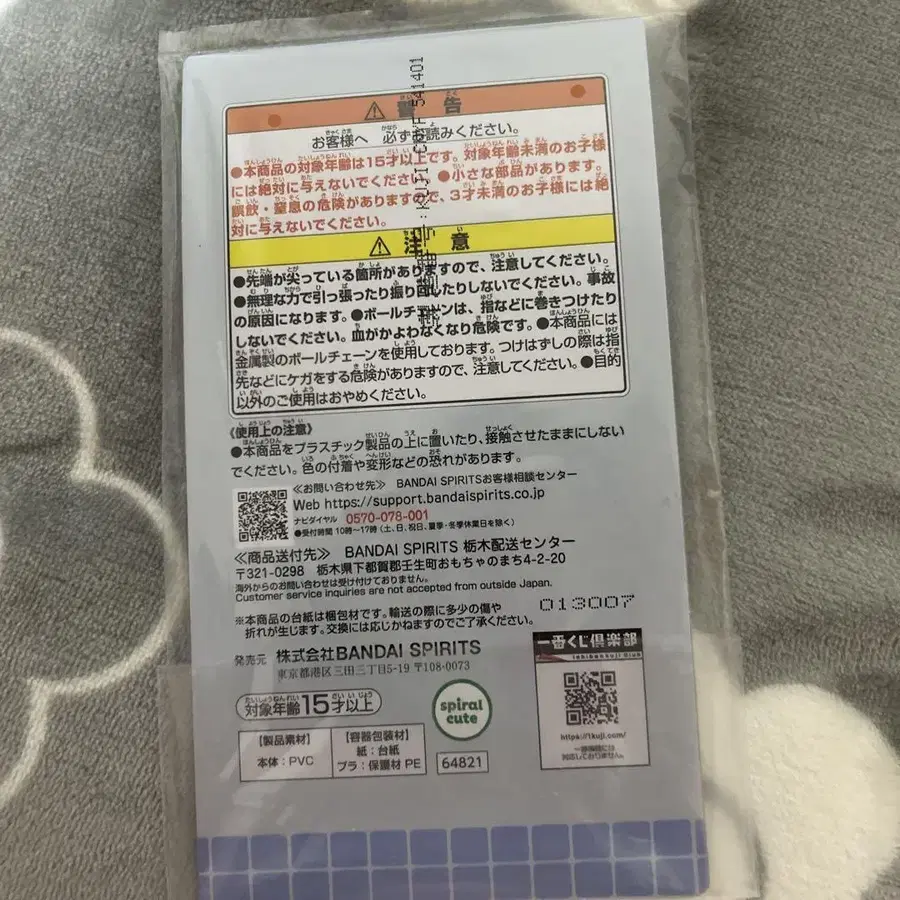 警告
お客様へ 必ずお読みください。
●本商品の対象年齢は15才以上です。対象年齢未満のお子様
には絶対に与えないでください。●小さな部品があります。
誤飲・窒息の危険がありますので、3才未満のお子様には絶
対に与えないでください。
注意
●先端が尖っている箇所がありますので、注意してください。
●無理な力で引っ張ったり振り回したりしないでください。事故
の原因になります。●ボールチェーンは、指などに巻きつけたり
しないでください。血がかよわなくなり危険です。●本商品には
金属製のボールチェーンを使用しております。つけはずしの際は指
先などにケガをする危険がありますので、注意してください。●目的
以外のご使用はおやめください。
《使用上の注意》
●本商品をプラスチック製品の上に置いたり、接触させたままにしない
でください。色の付着や変形などの恐れがあります。
≪お問い合わせ先≫ BANDAI SPIRITSお客様相談センター
Web https://support.bandaispirits.co.jp
ナビダイヤル 0570-078-001
●受付時間 10時～17時(土、日、祝日、夏季・冬季休業日を除く)
≪商品送付先≫ BANDAI SPIRITS 栃木配送センター
〒321-0298 栃木県下都賀郡壬生町おもちゃのまち4-2-20
海外からのお問い合わせは受け付けておりません。
Customer service inquiries are not accepted from outside Japan.
※本商品の台紙は梱包材です。輸送の際に多少の傷や
折れが生じます。交換には応じかねますのでご了承ください。
013007
発売元 株式会社BANDAI SPIRITS
東京都港区三田三丁目5-19 〒108-0073
対象年齢15才以上
spiral
cute
【製品素材】
本体:PVC
【容器包装材】
紙:台紙
プラ:保護材 PE
64821
一番くじ倶楽部
Ichibankuji Club
https://1kuji.com/
一部機種には
対応しておりません。